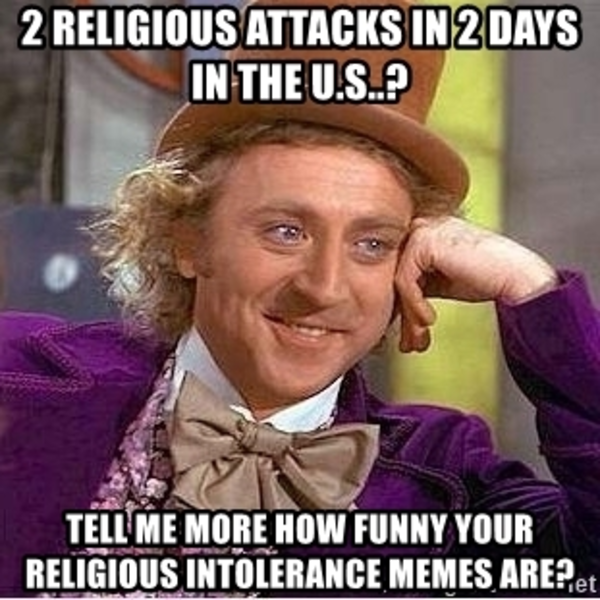 2 RELIGIOUS ATTACKS IN 2 DAYS
IN THE U.S..?
TELL ME MORE HOW FUNNY YOUR
RELIGIOUS INTOLERANCE MEMES ARE?